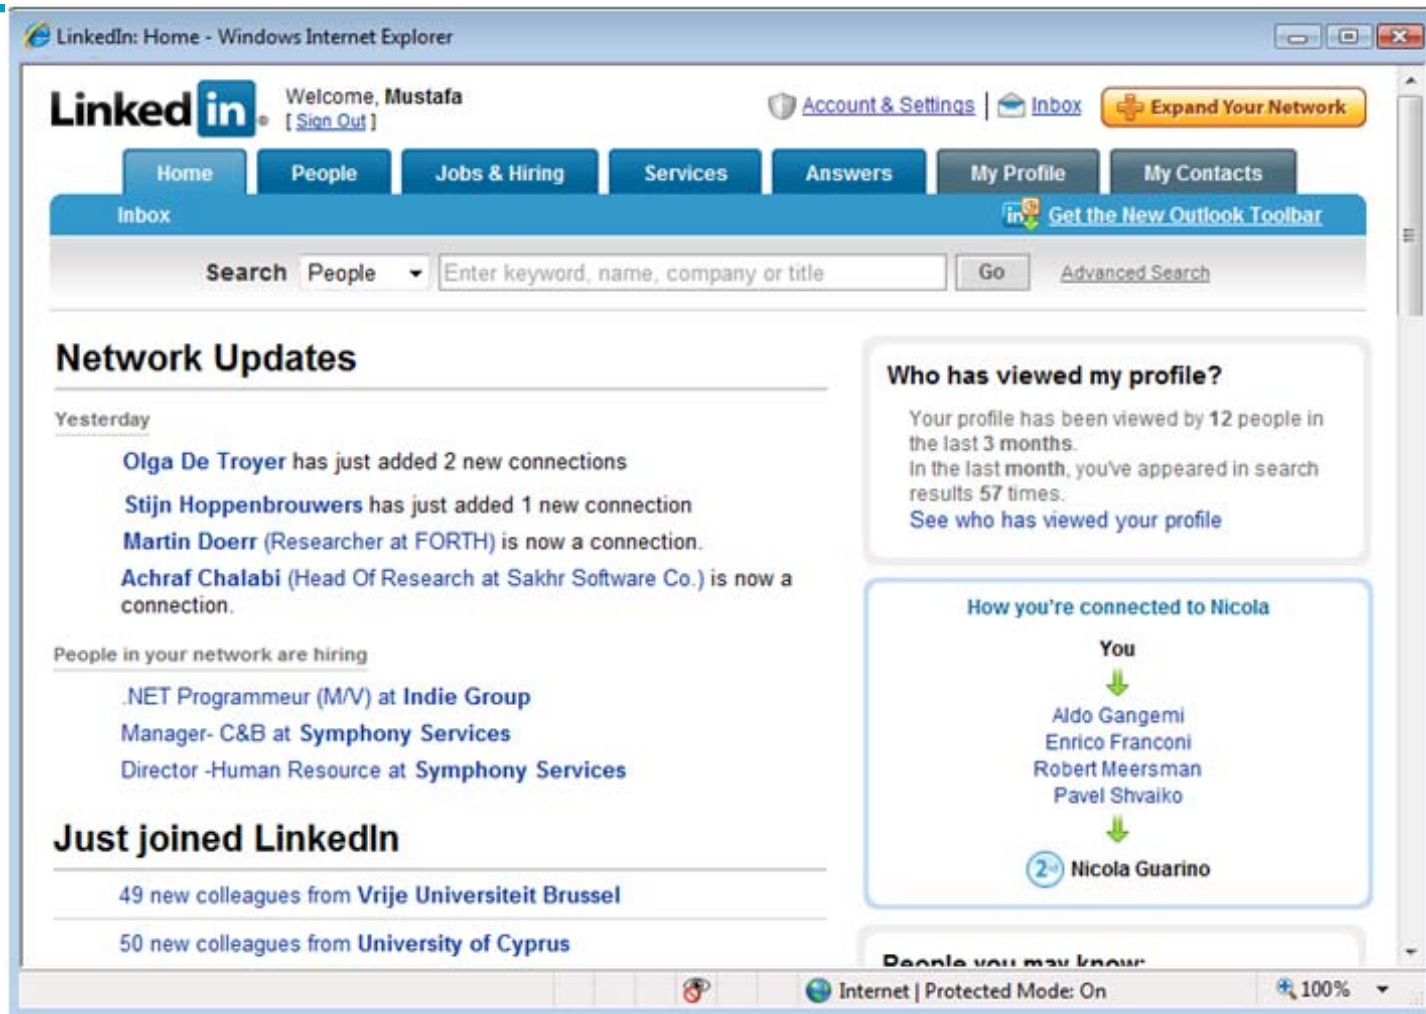 LinkedIn: Home - Windows Internet Explorer
Linked in
Welcome, Mustafa
[ Sign Out ]
Account & Settings | Inbox
Expand Your Network
Home People Jobs & Hiring Services Answers My Profile My Contacts
Inbox
Get the New Outlook Toolbar
Search People Enter keyword, name, company or title Go Advanced Search
Network Updates
Yesterday
Olga De Troyer has just added 2 new connections
Stijn Hoppenbrouwers has just added 1 new connection
Martin Doerr (Researcher at FORTH) is now a connection.
Achraf Chalabi (Head Of Research at Sakhr Software Co.) is now a
connection.
People in your network are hiring
.NET Programmeur (M/V) at Indie Group
Manager- C&B at Symphony Services
Director -Human Resource at Symphony Services
Just joined LinkedIn
49 new colleagues from Vrije Universiteit Brussel
50 new colleagues from University of Cyprus
Who has viewed my profile?
Your profile has been viewed by 12 people in
the last 3 months.
In the last month, you've appeared in search
results 57 times.
See who has viewed your profile
How you're connected to Nicola
You
Aldo Gangemi
Enrico Franconi
Robert Meersman
Pavel Shvaiko
2nd Nicola Guarino
People you may know:
Internet | Protected Mode: On
100%